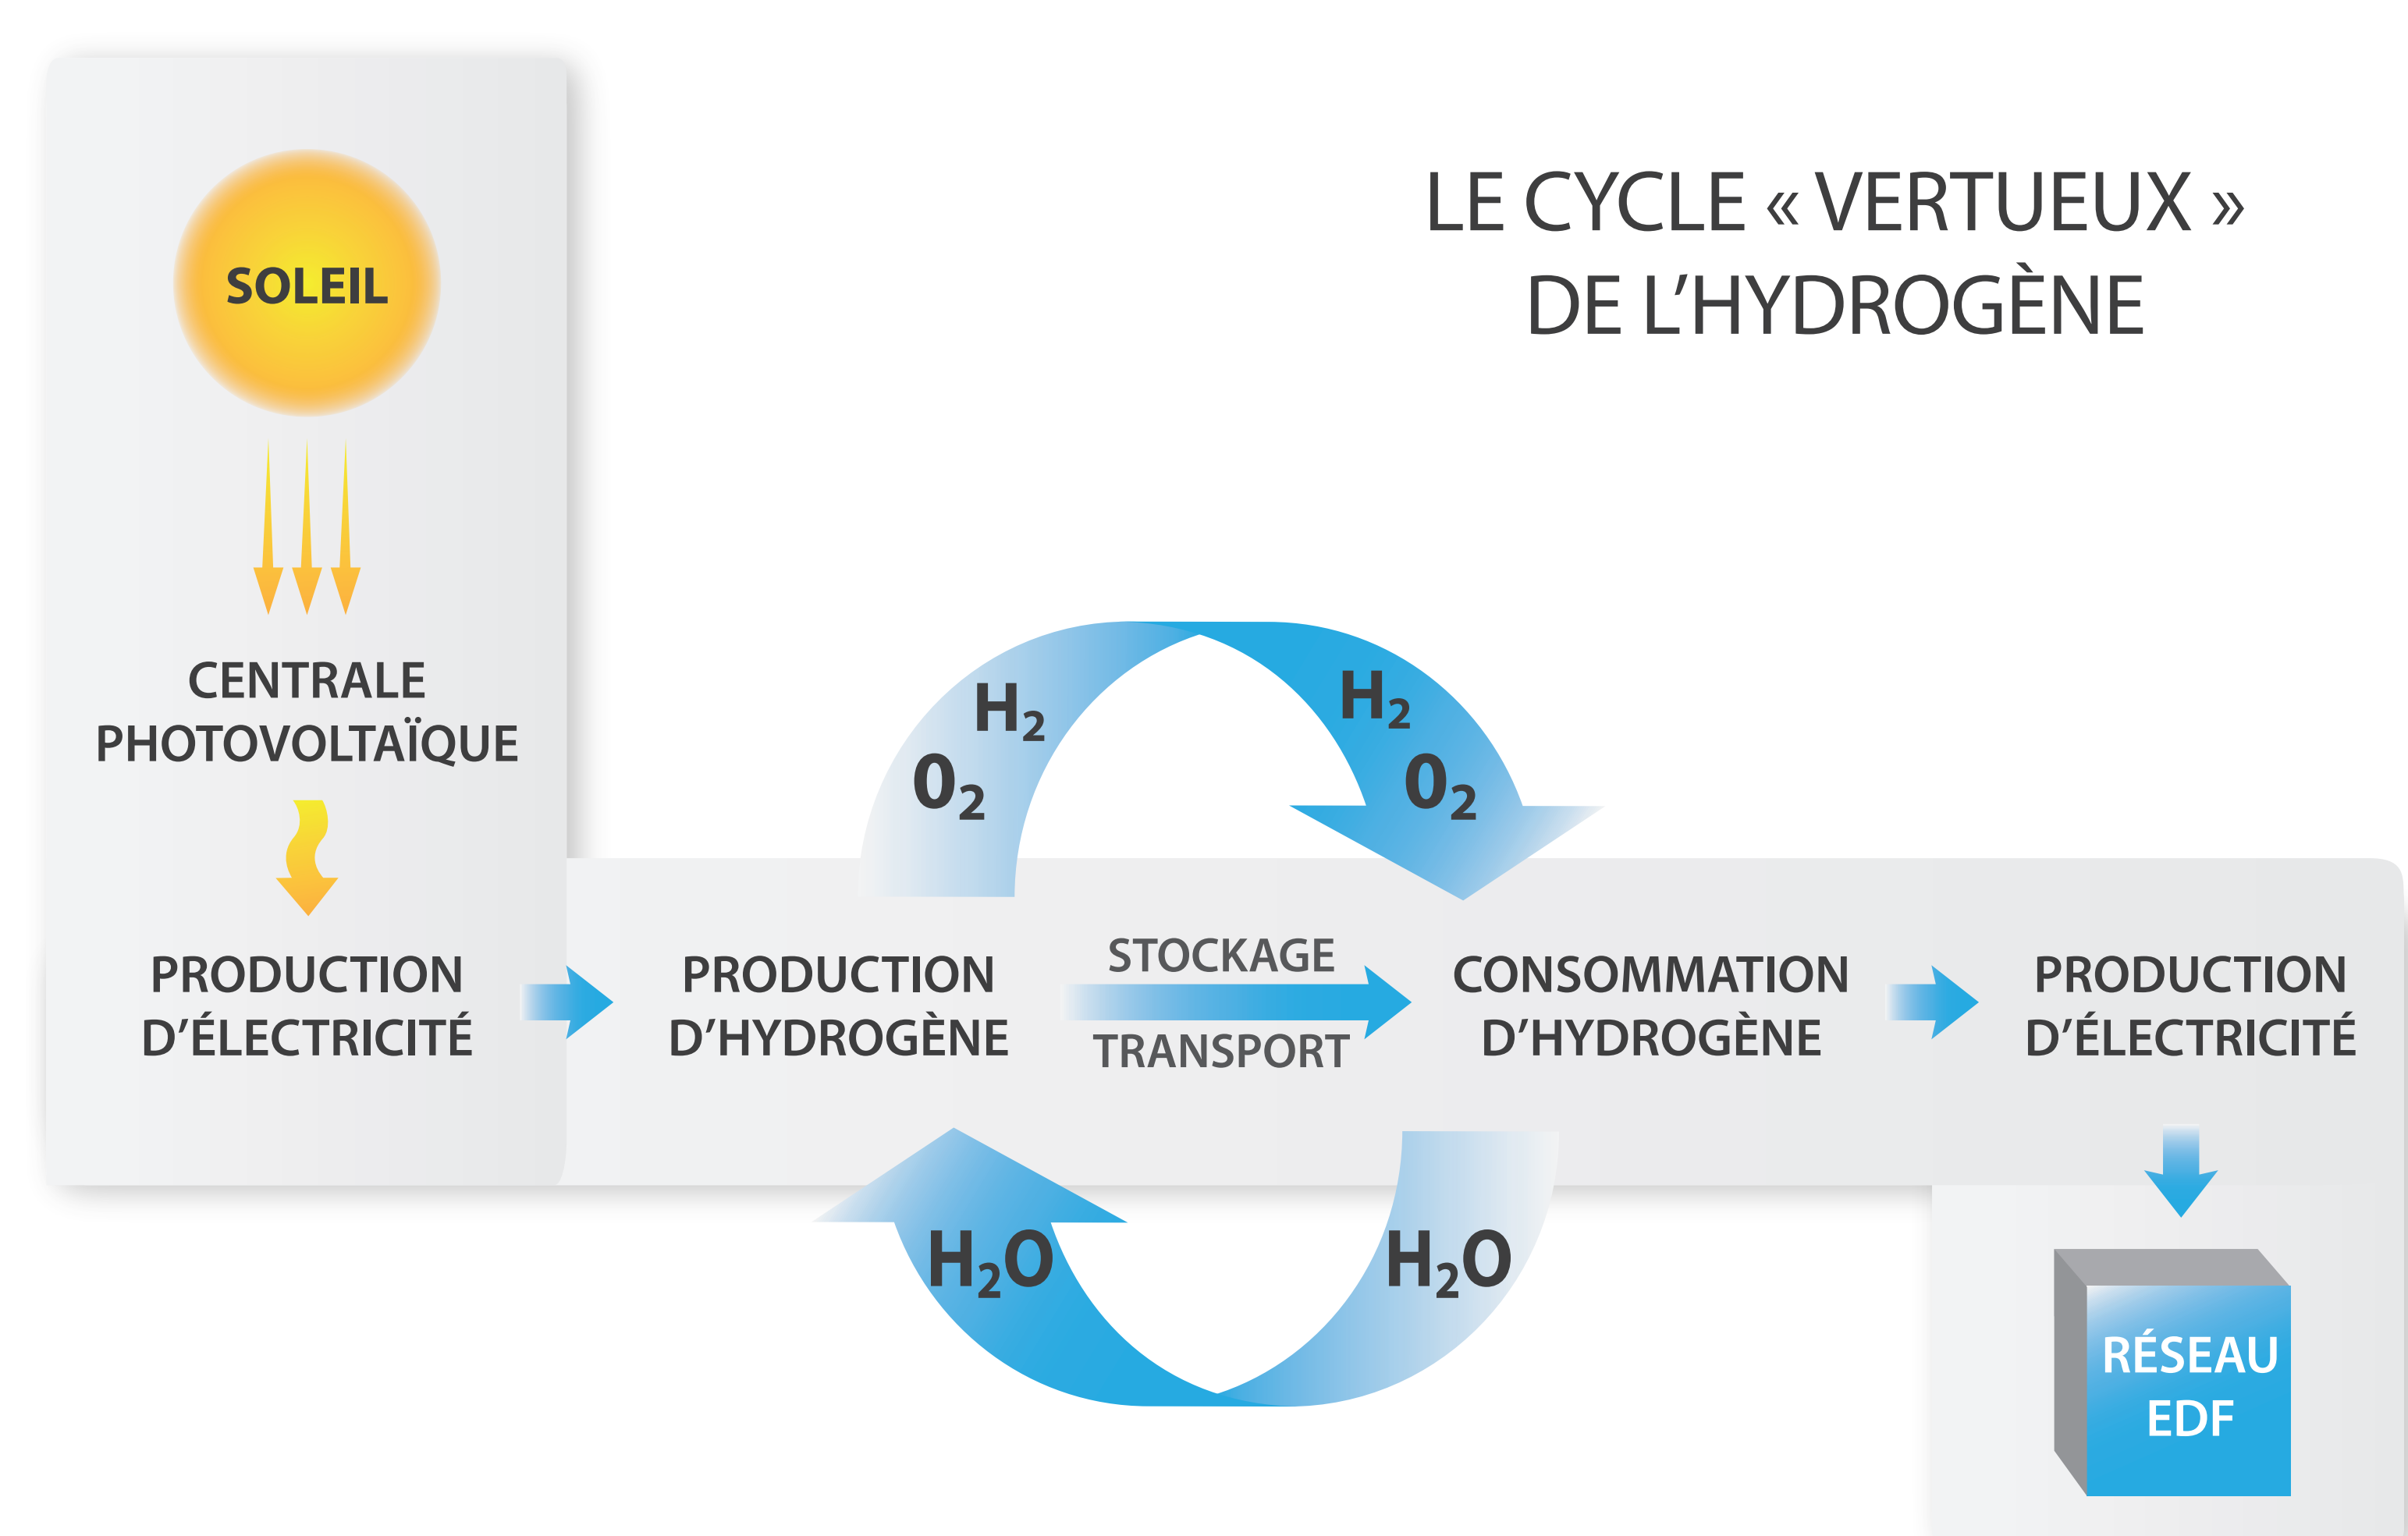 LE CYCLE « VERTUEUX »
DE L’HYDROGÈNE
SOLEIL
CENTRALE
PHOTOVOLTAÏQUE
PRODUCTION
D’ÉLECTRICITÉ
H₂
O₂
H₂
O₂
PRODUCTION
D’HYDROGÈNE
STOCKAGE
TRANSPORT
CONSOMMATION
D’HYDROGÈNE
PRODUCTION
D’ÉLECTRICITÉ
H₂O
H₂O
RÉSEAU
EDF